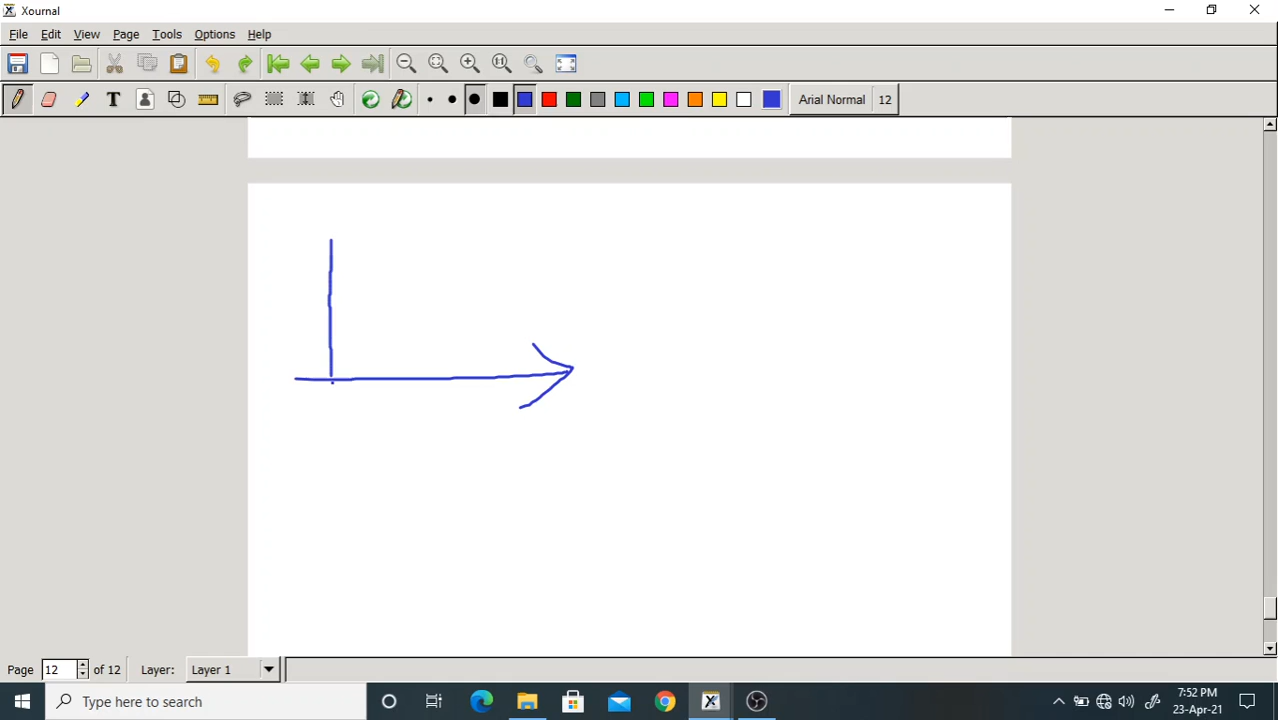 Xournal
File Edit View Page Tools Options Help
Arial Normal 12
Page 12 of 12 Layer: Layer 1
Type here to search
7:52 PM
23-Apr-21